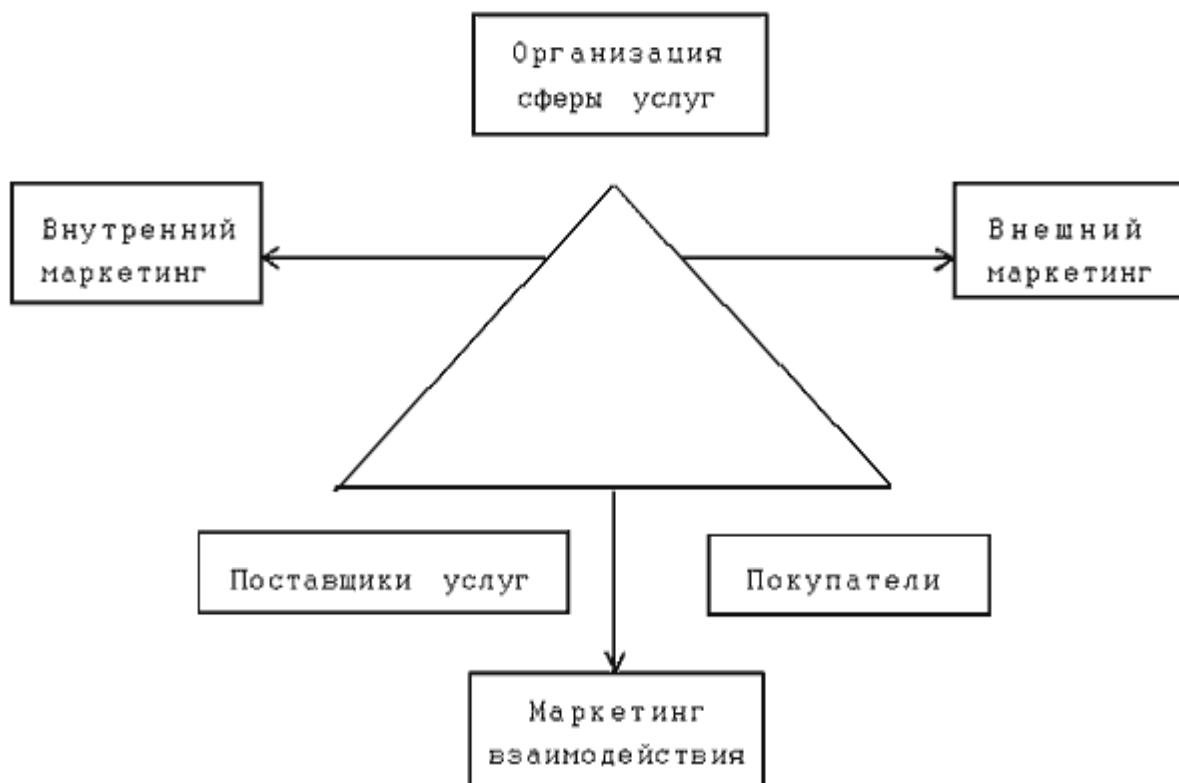 Организация
сферы услуг
Внутренний
маркетинг
Внешний
маркетинг
Поставщики услуг
Покупатели
Маркетинг
взаимодействия